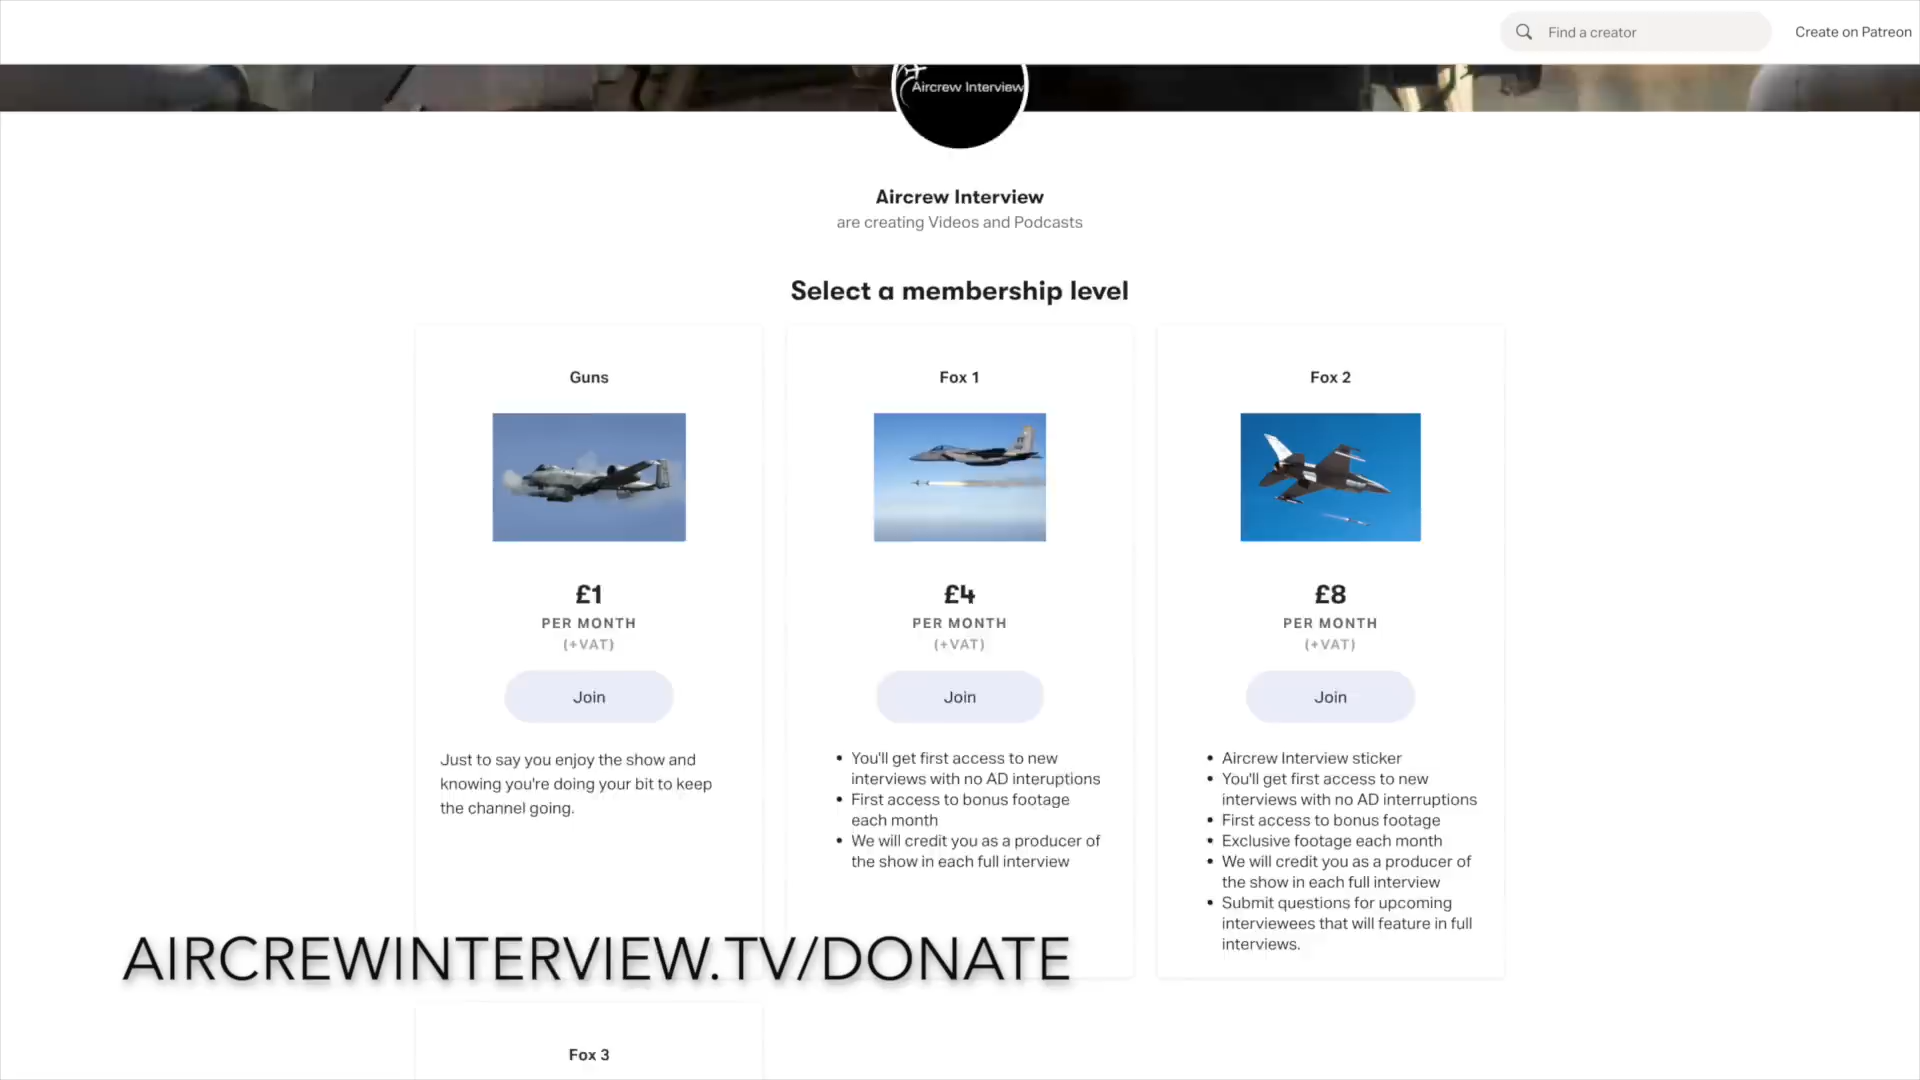 Find a creator
Create on Patreon
Aircrew Interview
Aircrew Interview
are creating Videos and Podcasts
Select a membership level
Guns
£1
PER MONTH
(+VAT)
Join
Just to say you enjoy the show and
knowing you're doing your bit to keep
the channel going.
Fox 1
£4
PER MONTH
(+VAT)
Join
You'll get first access to new
interviews with no AD interuptions
First access to bonus footage
each month
We will credit you as a producer of
the show in each full interview
Fox 2
£8
PER MONTH
(+VAT)
Join
Aircrew Interview sticker
You'll get first access to new
interviews with no AD interruptions
First access to bonus footage
Exclusive footage each month
We will credit you as a producer of
the show in each full interview
Submit questions for upcoming
interviewees that will feature in full
interviews.
AIRCREWINTERVIEW.TV/DONATE
Fox 3